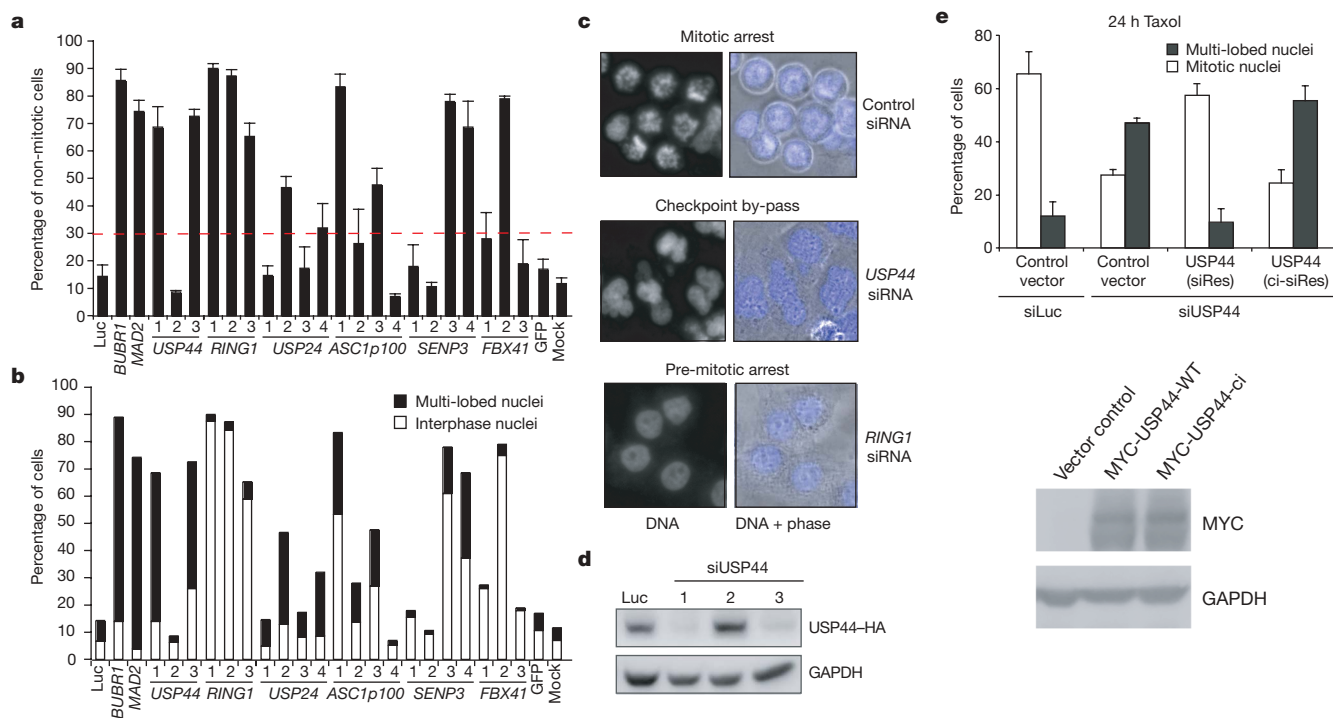 a
100
90
80
70
60
50
40
30
20
10
0
Percentage of non-mitotic cells
Luc BUBR1 MAD2 1 2 3 1 2 3 1 2 3 4 1 2 3 4 1 2 3 4 1 2 3 GFP Mock
USP44 RING1 USP24 ASC1p100 SENP3 FBX41
b
100
90
80
70
60
50
40
30
20
10
0
Percentage of cells
Multi-lobed nuclei
Interphase nuclei
Luc BUBR1 MAD2 1 2 3 1 2 3 1 2 3 4 1 2 3 4 1 2 3 4 1 2 3 GFP Mock
USP44 RING1 USP24 ASC1p100 SENP3 FBX41
c
Mitotic arrest
Control
siRNA
Checkpoint by-pass
USP44
siRNA
Pre-mitotic arrest
RING1
siRNA
DNA DNA + phase
d
siUSP44
Luc 1 2 3
USP44–HA
GAPDH
e
24 h Taxol
Multi-lobed nuclei
Mitotic nuclei
80
60
40
20
0
Percentage of cells
Control vector
Control vector
USP44 (siRes)
USP44 (ci-siRes)
siLuc siUSP44
Vector control
MYC-USP44-WT
MYC-USP44-ci
MYC
GAPDH